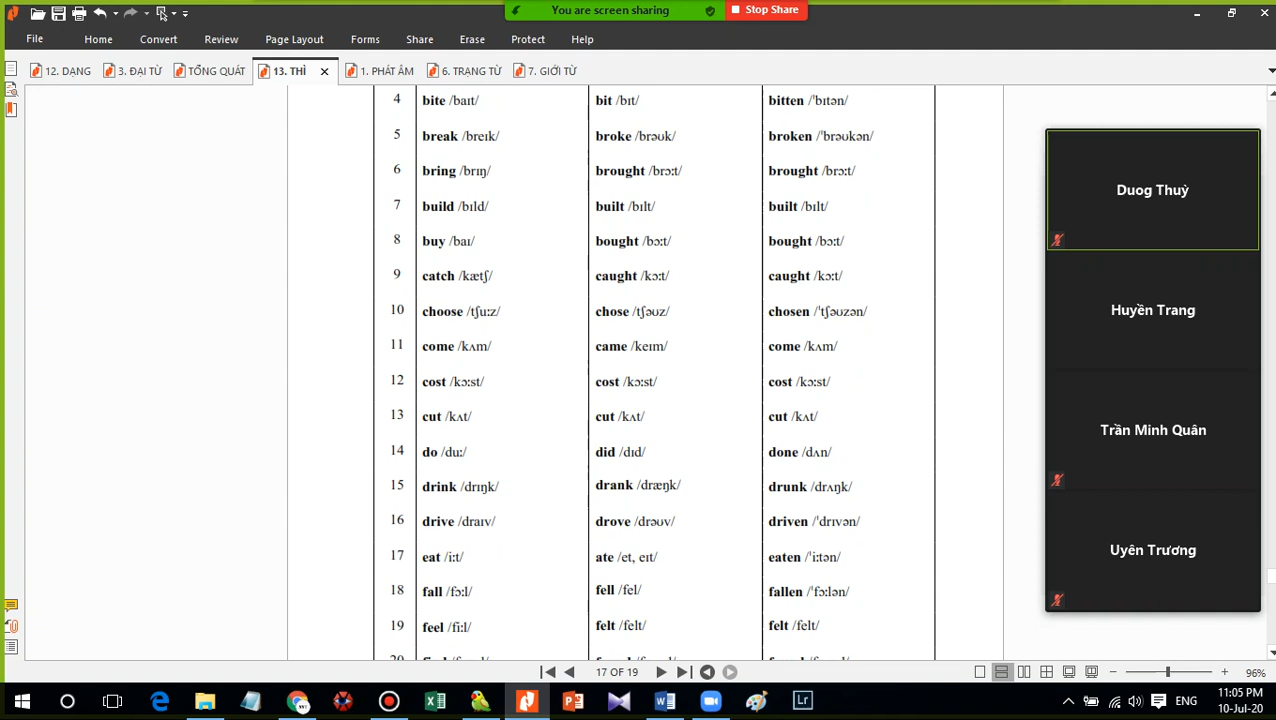 You are screen sharing Stop Share
File Home Convert Review Page Layout Forms Share Erase Protect Help
12. DẠNG 3. ĐẠI TỪ TỔNG QUÁT 13. THÌ 1. PHÁT ÂM 6. TRẠNG TỪ 7. GIỚI TỪ
4 bite /baɪt/ bit /bɪt/ bitten /ˈbɪtən/
5 break /breɪk/ broke /brəʊk/ broken /ˈbrəʊkən/
6 bring /brɪŋ/ brought /brɔːt/ brought /brɔːt/
7 build /bɪld/ built /bɪlt/ built /bɪlt/
8 buy /baɪ/ bought /bɔːt/ bought /bɔːt/
9 catch /kætʃ/ caught /kɔːt/ caught /kɔːt/
10 choose /tʃuːz/ chose /tʃəʊz/ chosen /ˈtʃəʊzən/
11 come /kʌm/ came /keɪm/ come /kʌm/
12 cost /kɔːst/ cost /kɔːst/ cost /kɔːst/
13 cut /kʌt/ cut /kʌt/ cut /kʌt/
14 do /duː/ did /dɪd/ done /dʌn/
15 drink /drɪŋk/ drank /dræŋk/ drunk /drʌŋk/
16 drive /draɪv/ drove /drəʊv/ driven /ˈdrɪvən/
17 eat /iːt/ ate /et, eɪt/ eaten /ˈiːtən/
18 fall /fɔːl/ fell /fel/ fallen /ˈfɔːlən/
19 feel /fiːl/ felt /felt/ felt /felt/
Duog Thuỳ
Huyền Trang
Trần Minh Quân
Uyên Trương
17 OF 19 96%
ENG 11:05 PM
10-Jul-20
Lr